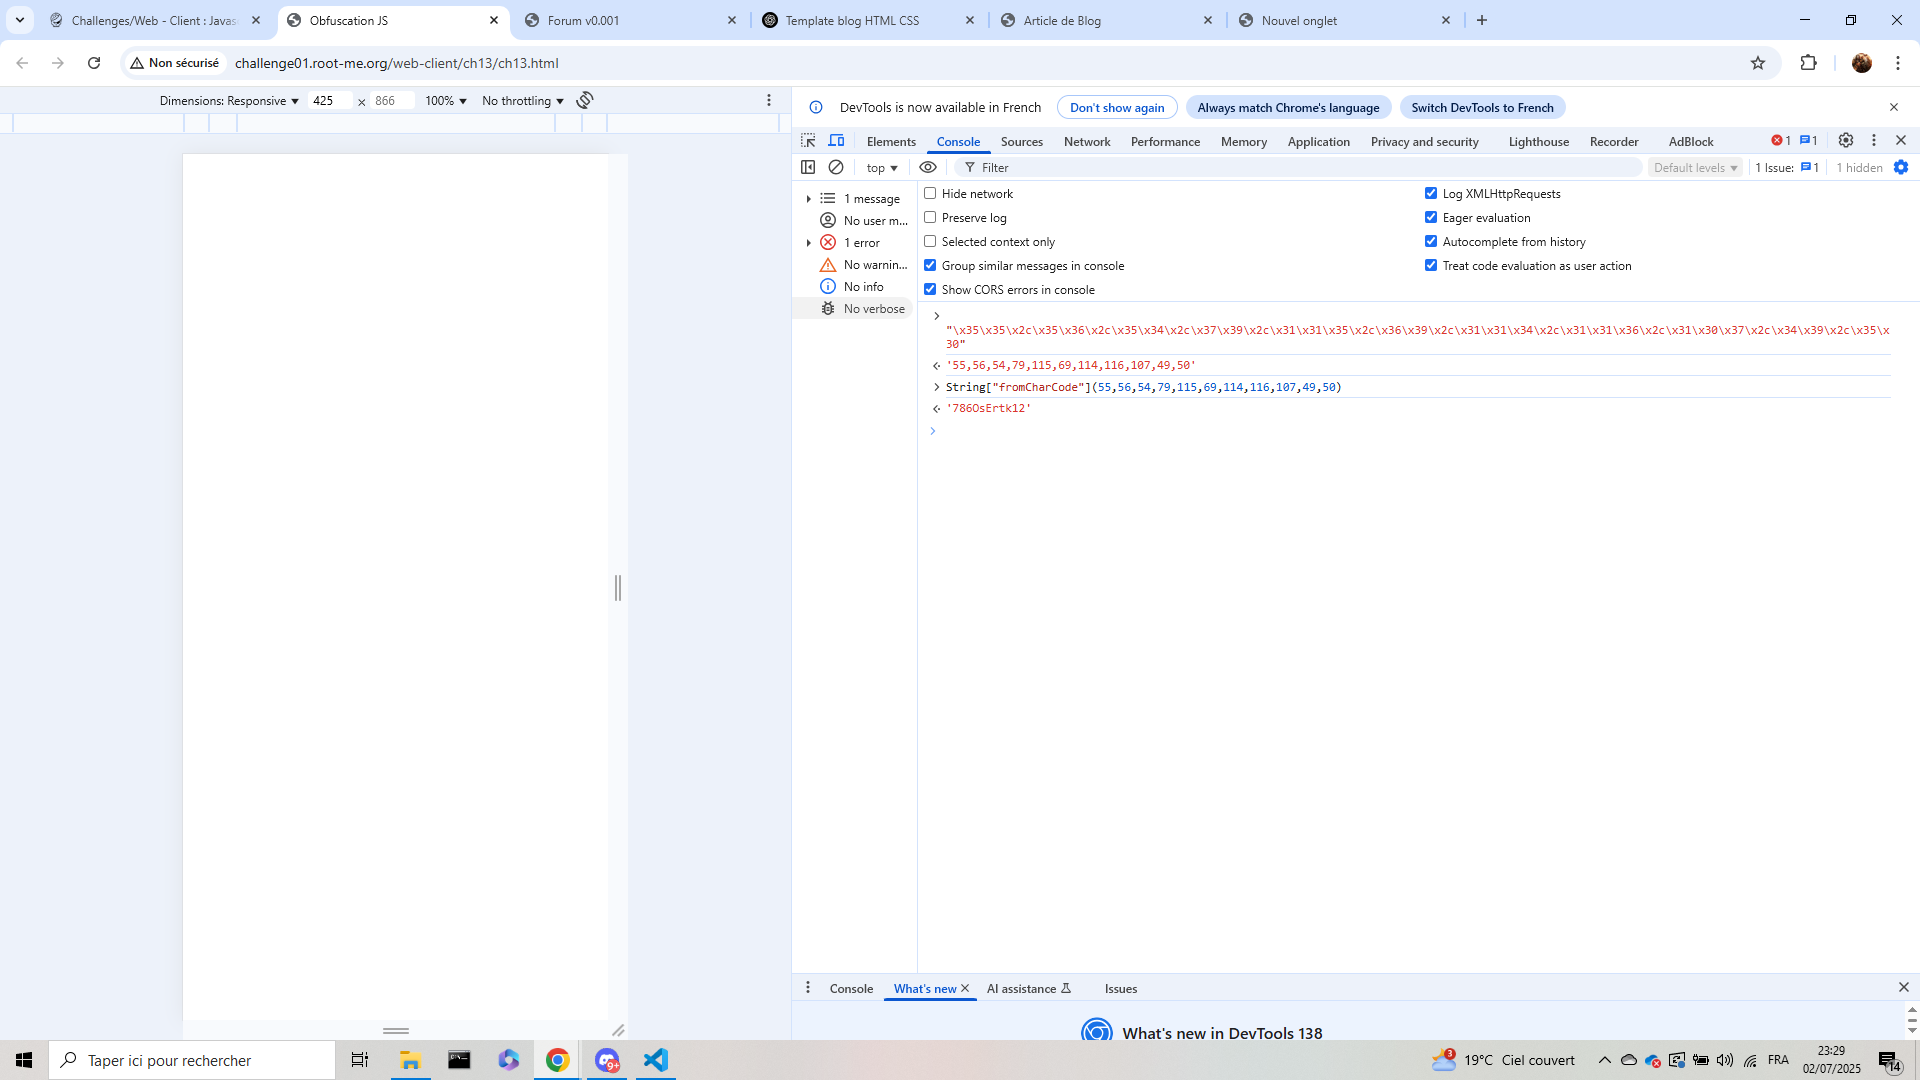 Challenges/Web - Client : Javas
Obfuscation JS
Forum v0.001
Template blog HTML CSS
Article de Blog
Nouvel onglet
Non sécurisé
challenge01.root-me.org/web-client/ch13/ch13.html
Dimensions: Responsive
425
×
866
100%
No throttling
DevTools is now available in French
Don't show again
Always match Chrome's language
Switch DevTools to French
Elements
Console
Sources
Network
Performance
Memory
Application
Privacy and security
Lighthouse
Recorder
AdBlock
1
1
top
Filter
Default levels
1 Issue:
1
1 hidden
1 message
No user m...
1 error
No warnin...
No info
No verbose
Hide network
Preserve log
Selected context only
Group similar messages in console
Show CORS errors in console
Log XMLHttpRequests
Eager evaluation
Autocomplete from history
Treat code evaluation as user action
"\x35\x35\x2c\x35\x36\x2c\x35\x34\x2c\x37\x39\x2c\x31\x31\x35\x2c\x36\x39\x2c\x31\x31\x34\x2c\x31\x31\x36\x2c\x31\x30\x37\x2c\x34\x39\x2c\x35\x
30"
'55,56,54,79,115,69,114,116,107,49,50'
String["fromCharCode"](55,56,54,79,115,69,114,116,107,49,50)
'786OsErtk12'
Console
What's new
AI assistance
Issues
What's new in DevTools 138
Taper ici pour rechercher
9+
3
19°C Ciel couvert
FRA
23:29
02/07/2025
14